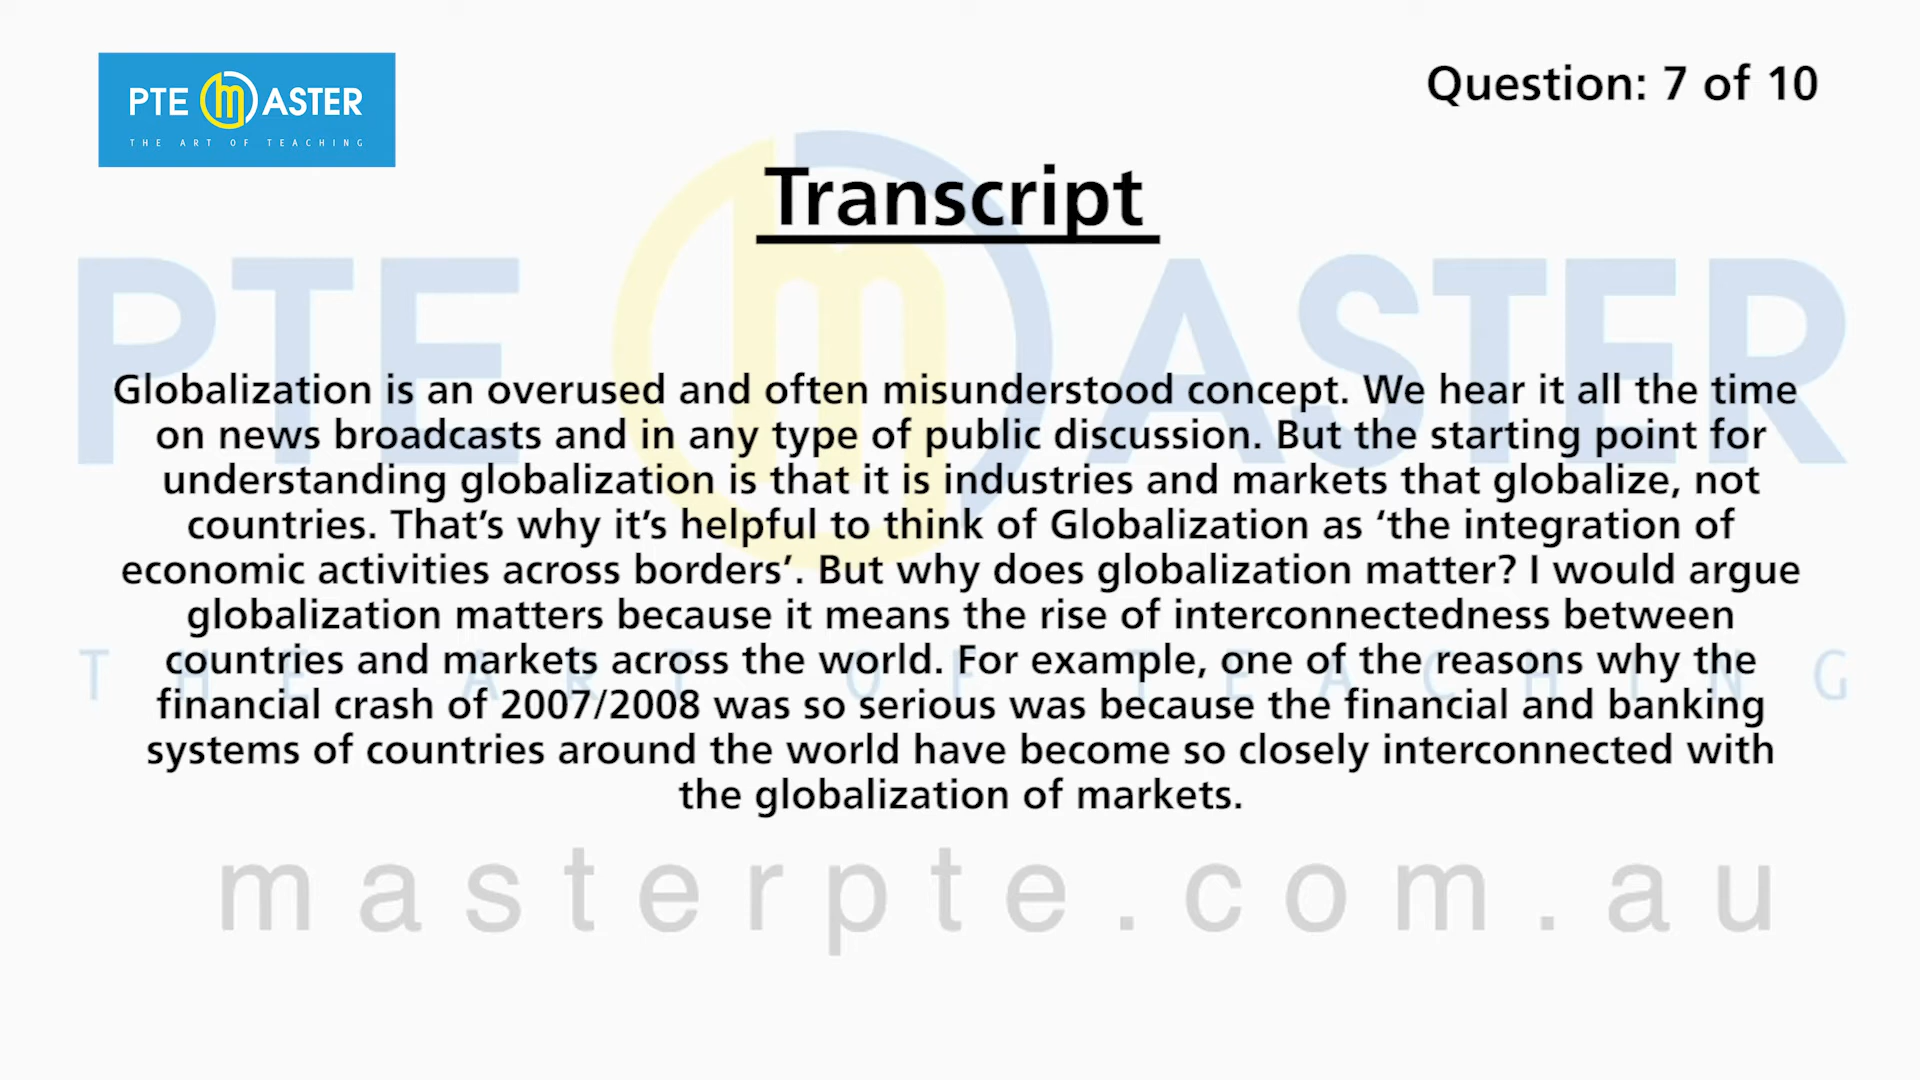 PTE MASTER
THE ART OF TEACHING
Question: 7 of 10
Transcript
PTE MASTER
Globalization is an overused and often misunderstood concept. We hear it all the time
on news broadcasts and in any type of public discussion. But the starting point for
understanding globalization is that it is industries and markets that globalize, not
countries. That’s why it’s helpful to think of Globalization as ‘the integration of
economic activities across borders’. But why does globalization matter? I would argue
globalization matters because it means the rise of interconnectedness between
countries and markets across the world. For example, one of the reasons why the
financial crash of 2007/2008 was so serious was because the financial and banking
systems of countries around the world have become so closely interconnected with
the globalization of markets.
THE ART OF TEACHING
masterpte.com.au